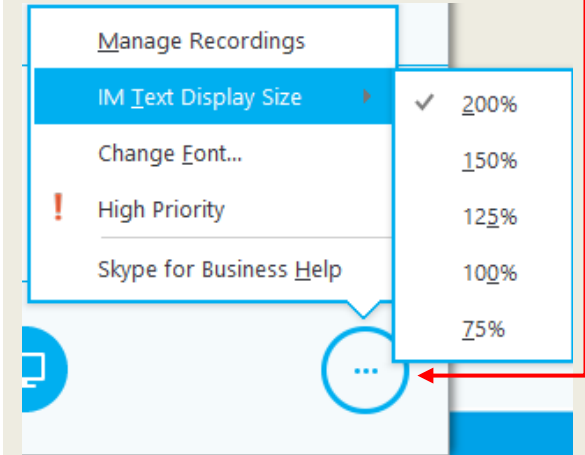 Manage Recordings
IM Text Display Size
Change Font...
High Priority
Skype for Business Help
200%
150%
125%
100%
75%